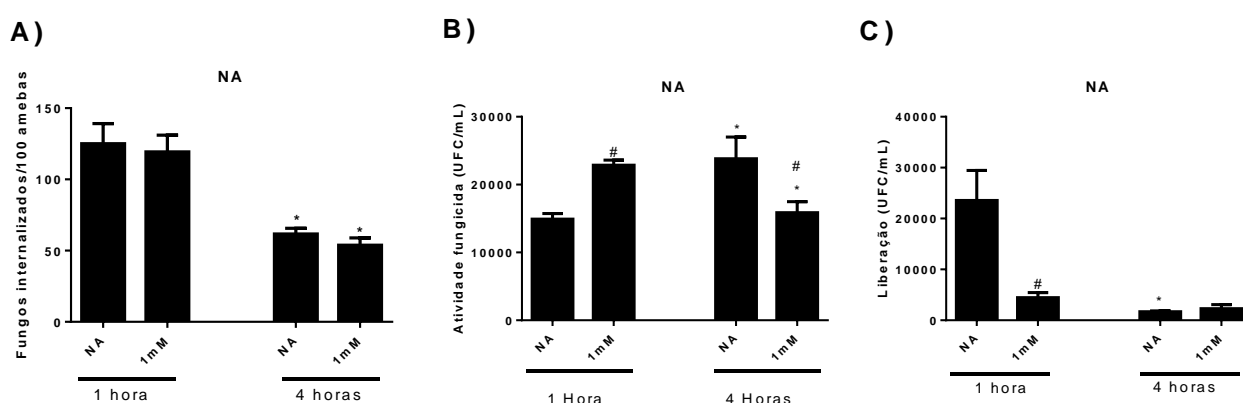 A)
NA
Fungos internalizados/100 amebas
150
100
50
0
*
*
NA
1mM
NA
1mM
1 hora
4 horas
B)
NA
Atividade fungicida (UFC/mL)
30000
20000
10000
0
#
*
#
*
NA
1mM
NA
1mM
1 Hora
4 Horas
C)
NA
Liberação (UFC/mL)
40000
30000
20000
10000
0
#
*
NA
1mM
NA
1mM
1 hora
4 horas